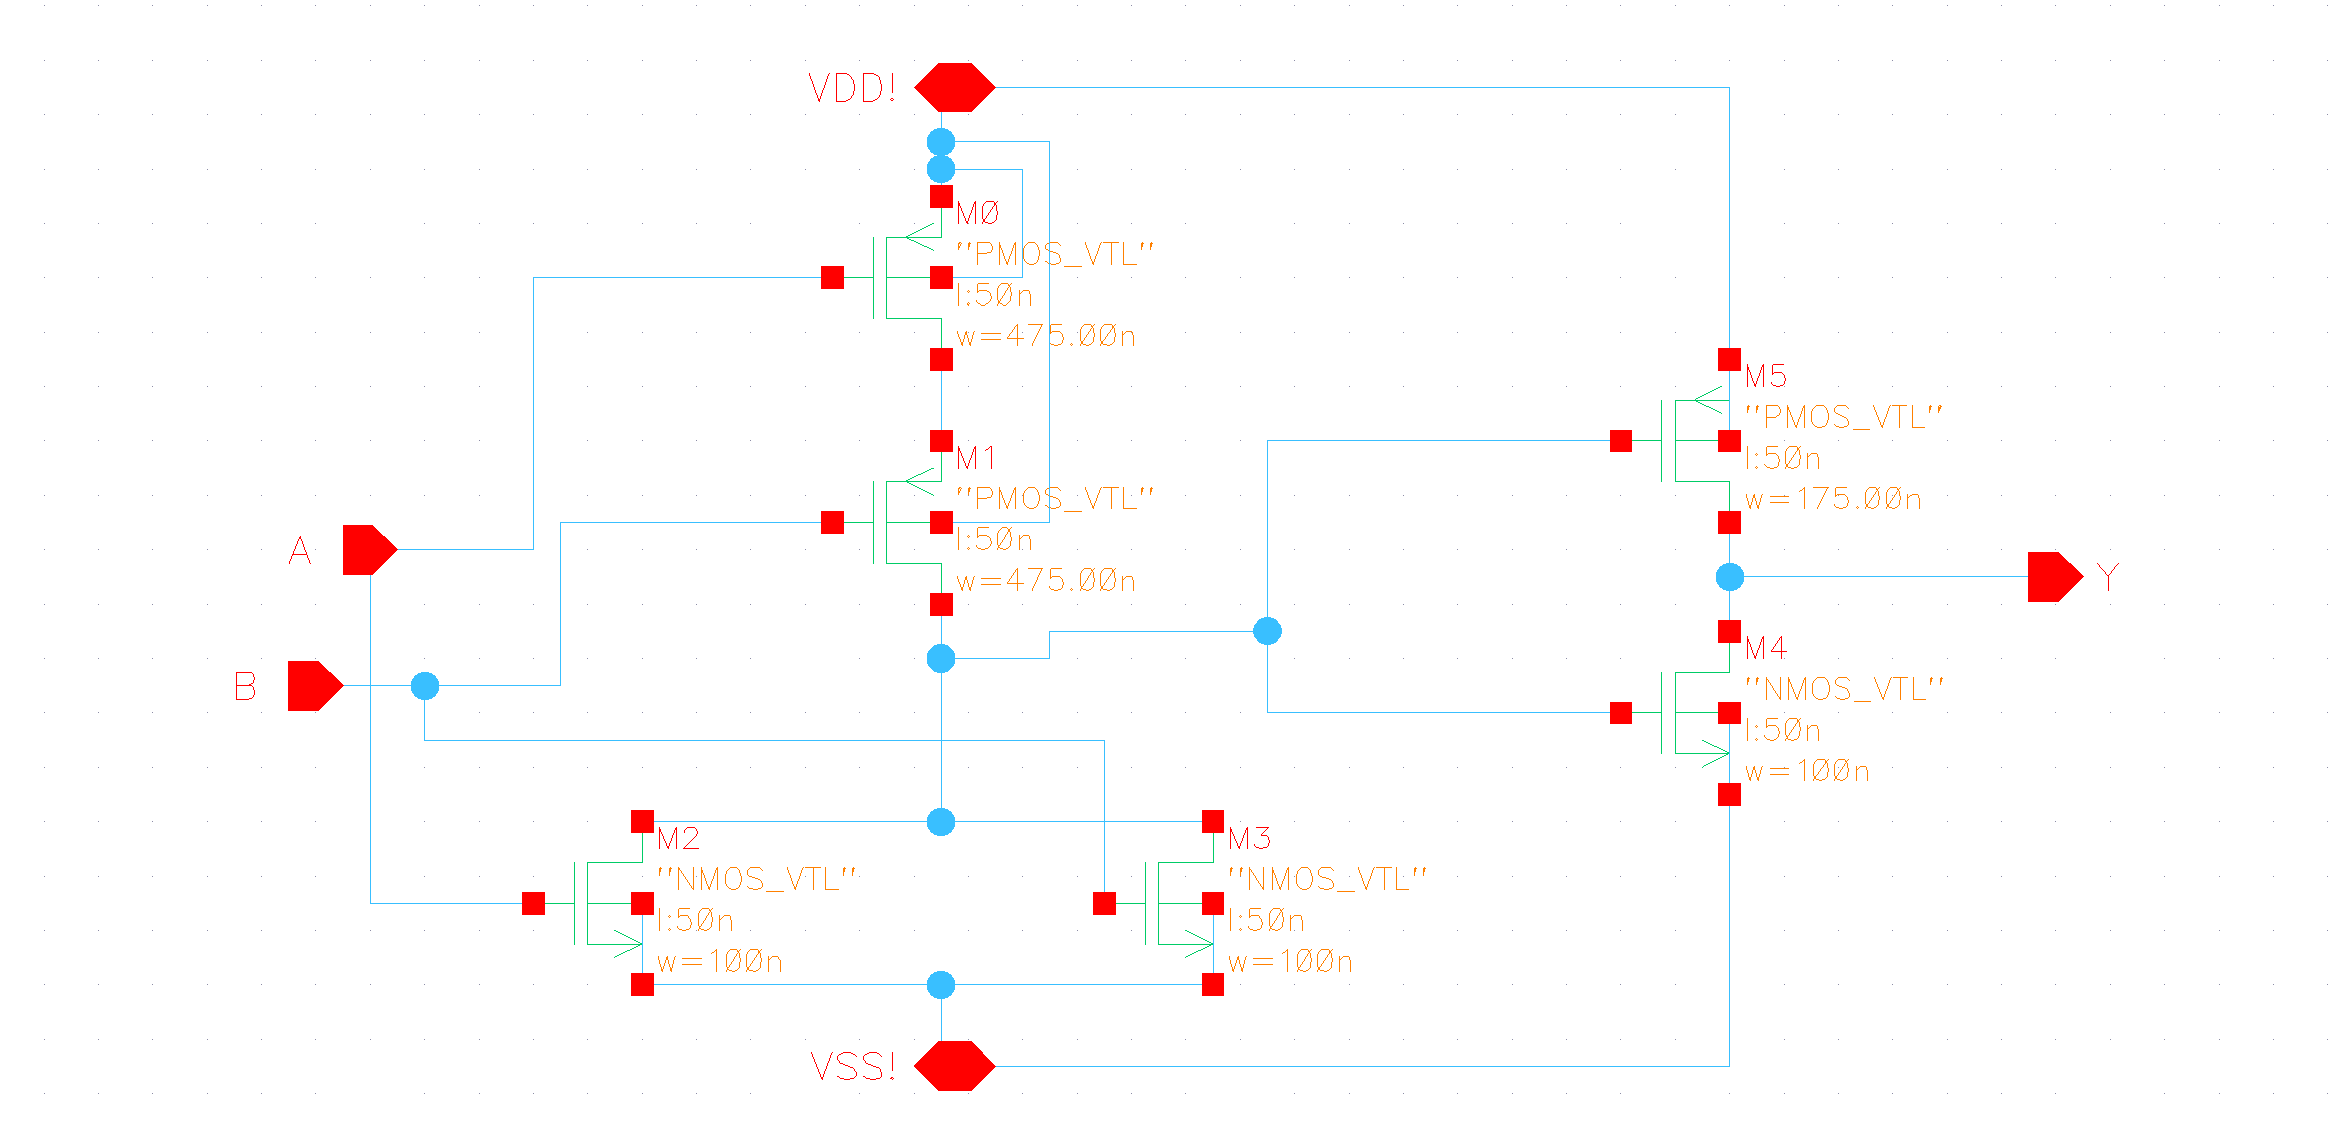 VDD!
M0
"PMOS_VTL"
l:50n
w=475.00n
M1
"PMOS_VTL"
l:50n
w=475.00n
M5
"PMOS_VTL"
l:50n
w=175.00n
A
B
Y
M4
"NMOS_VTL"
l:50n
w=100n
M2
"NMOS_VTL"
l:50n
w=100n
M3
"NMOS_VTL"
l:50n
w=100n
VSS!